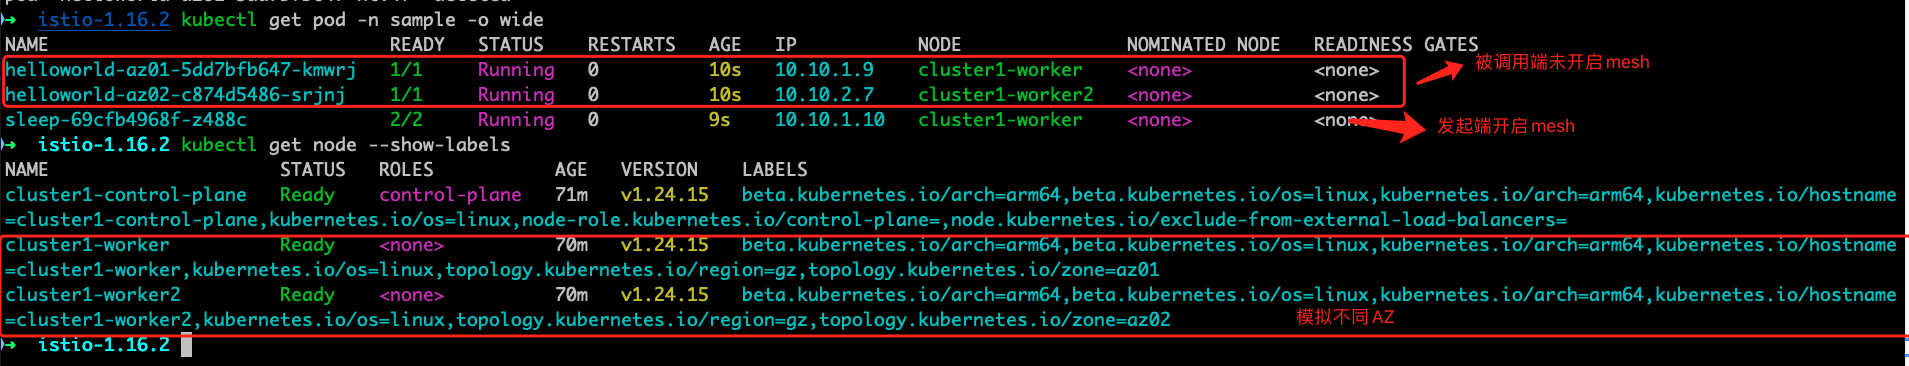 ➜ istio-1.16.2 kubectl get pod -n sample -o wide
NAME READY STATUS RESTARTS AGE IP NODE NOMINATED NODE READINESS GATES
helloworld-az01-5dd7bfb647-kmwrj 1/1 Running 0 10s 10.10.1.9 cluster1-worker <none> <none> 被调用端未开启mesh
helloworld-az02-c874d5486-srjnj 1/1 Running 0 10s 10.10.2.7 cluster1-worker2 <none> <none>
sleep-69cfb4968f-z488c 2/2 Running 0 9s 10.10.1.10 cluster1-worker <none> <none> 发起端开启mesh
➜ istio-1.16.2 kubectl get node --show-labels
NAME STATUS ROLES AGE VERSION LABELS
cluster1-control-plane Ready control-plane 71m v1.24.15 beta.kubernetes.io/arch=arm64,beta.kubernetes.io/os=linux,kubernetes.io/arch=arm64,kubernetes.io/hostname
=cluster1-control-plane,kubernetes.io/os=linux,node-role.kubernetes.io/control-plane=,node.kubernetes.io/exclude-from-external-load-balancers=
cluster1-worker Ready <none> 70m v1.24.15 beta.kubernetes.io/arch=arm64,beta.kubernetes.io/os=linux,kubernetes.io/arch=arm64,kubernetes.io/hostname
=cluster1-worker,kubernetes.io/os=linux,topology.kubernetes.io/region=gz,topology.kubernetes.io/zone=az01
cluster1-worker2 Ready <none> 70m v1.24.15 beta.kubernetes.io/arch=arm64,beta.kubernetes.io/os=linux,kubernetes.io/arch=arm64,kubernetes.io/hostname
=cluster1-worker2,kubernetes.io/os=linux,topology.kubernetes.io/region=gz,topology.kubernetes.io/zone=az02 模拟不同AZ
➜ istio-1.16.2